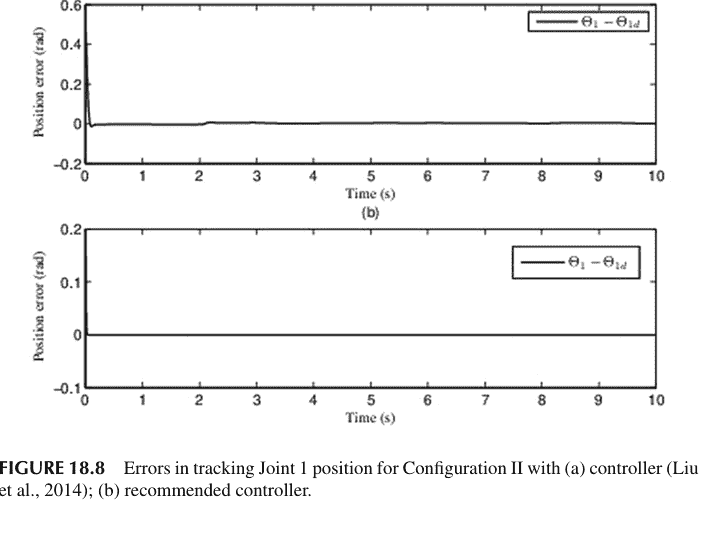 0.6
Θ1 − Θ1d
0.4
0.2
0
−0.2
Position error (rad)
0 1 2 3 4 5 6 7 8 9 10
Time (s)
(b)
0.2
Θ1 − Θ1d
0.1
0
−0.1
Position error (rad)
0 1 2 3 4 5 6 7 8 9 10
Time (s)
FIGURE 18.8 Errors in tracking Joint 1 position for Configuration II with (a) controller (Liu
et al., 2014); (b) recommended controller.